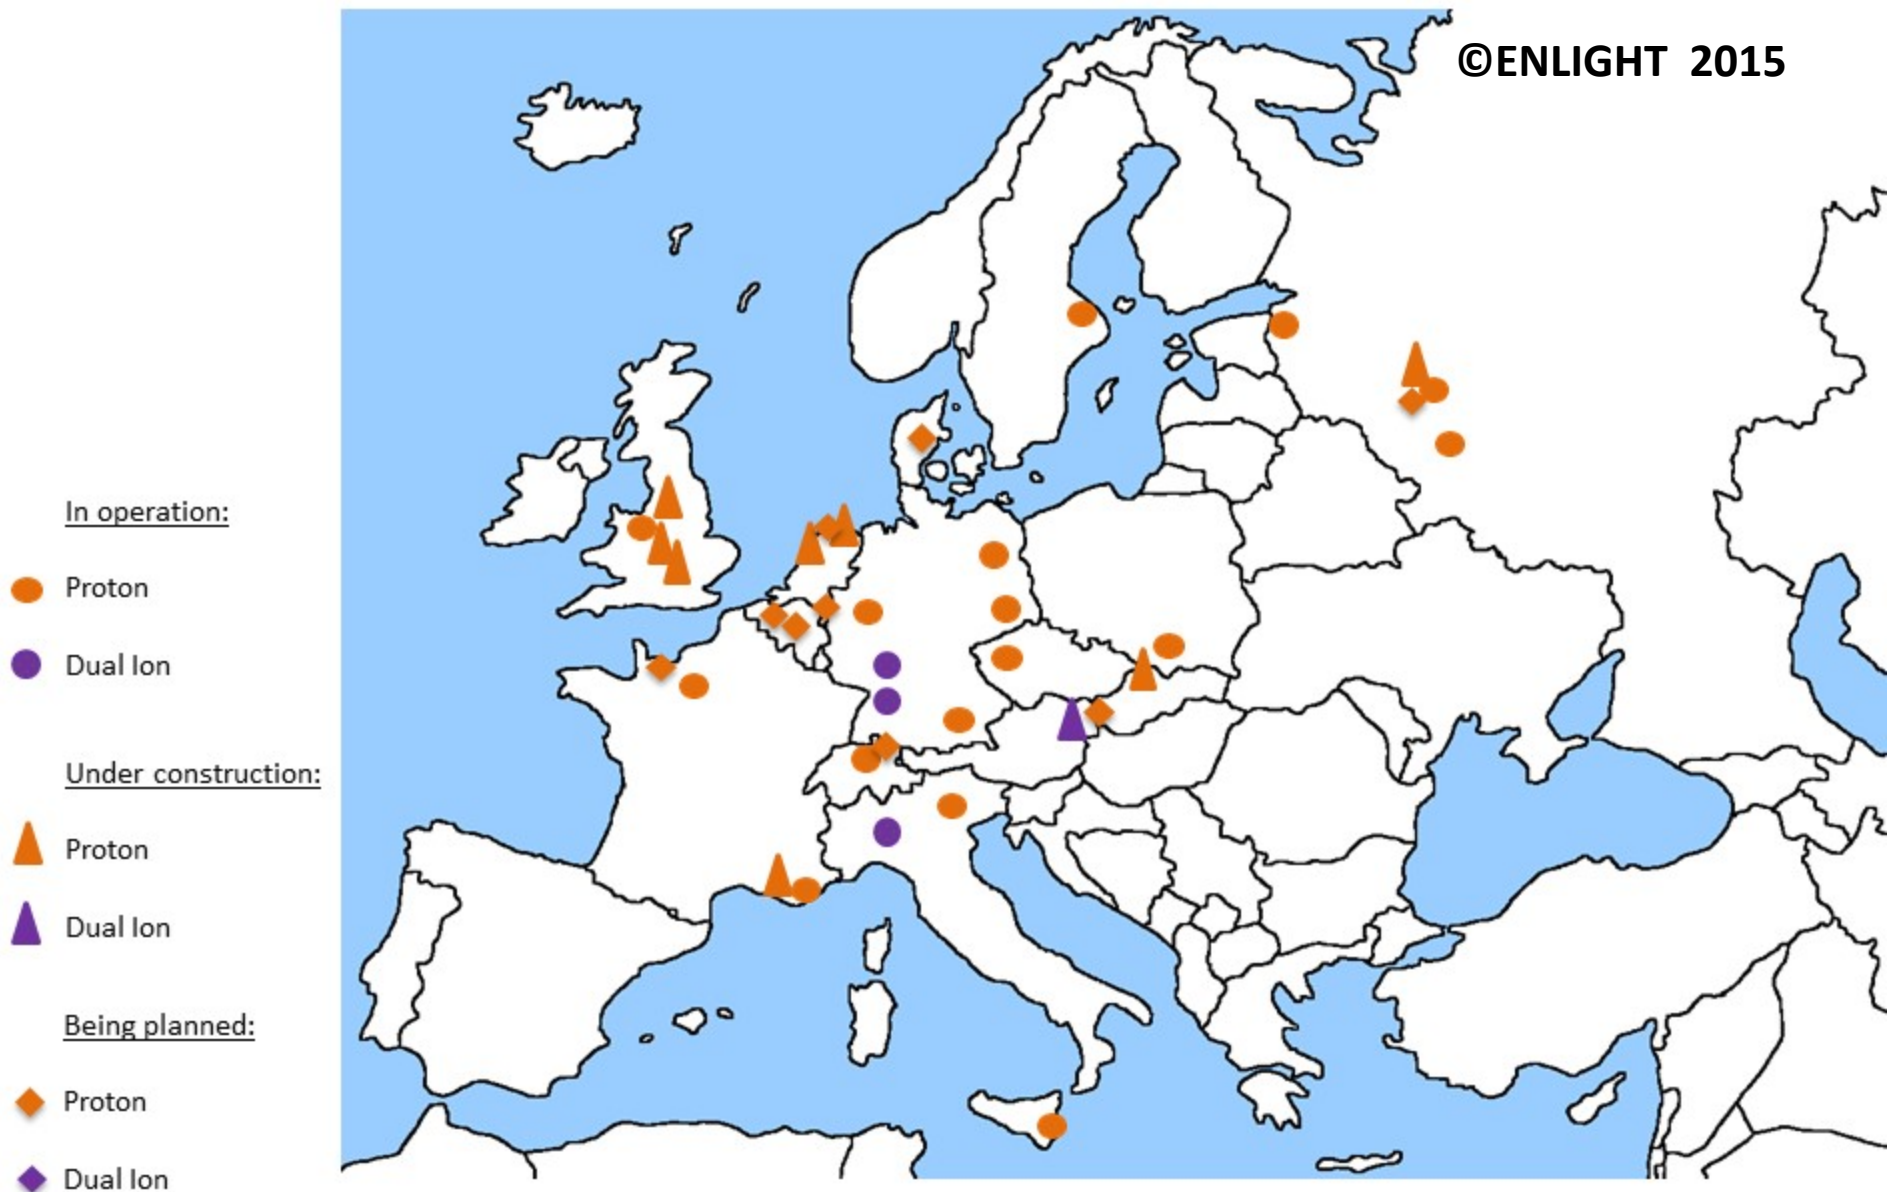 ©ENLIGHT 2015
In operation:
Proton
Dual Ion
Under construction:
Proton
Dual Ion
Being planned:
Proton
Dual Ion